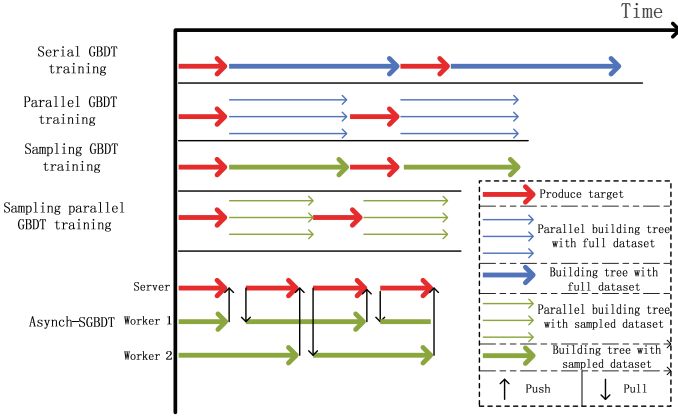 Time
Serial GBDT
training
Parallel GBDT
training
Sampling GBDT
training
Sampling parallel
GBDT training
Server
Asynch-SGBDT
Worker 1
Worker 2
Produce target
Parallel building tree
with full dataset
Building tree with
full dataset
Parallel building tree
with sampled dataset
Building tree with
sampled dataset
Push
Pull